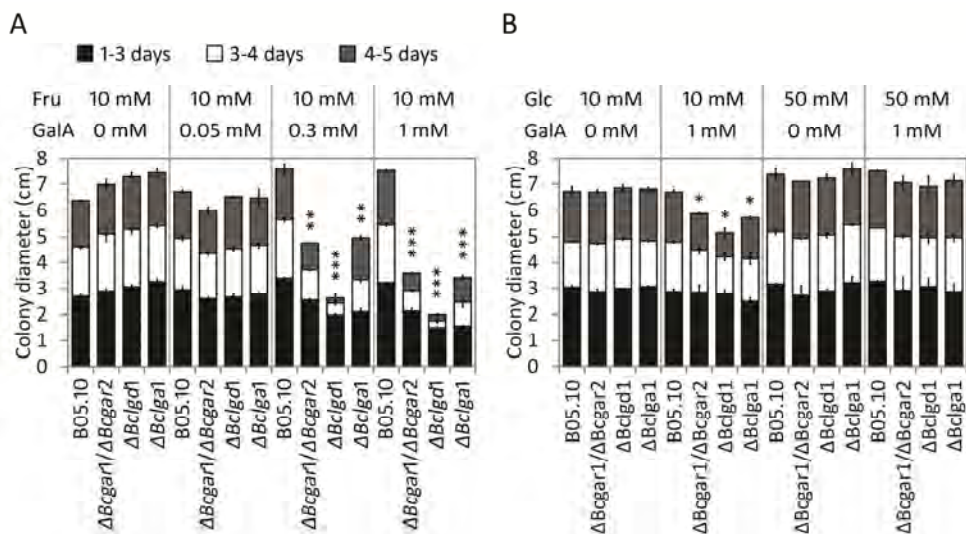 A
B
1-3 days 3-4 days 4-5 days
Fru 10 mM 10 mM 10 mM 10 mM
GalA 0 mM 0.05 mM 0.3 mM 1 mM
Glc 10 mM 10 mM 50 mM 50 mM
GalA 0 mM 1 mM 0 mM 1 mM
Colony diameter (cm)
8
7
6
5
4
3
2
1
0
** *** ** *** *** ***
B05.10
ΔBcgar1/ΔBcgar2
ΔBclgd1
ΔBclga1
B05.10
ΔBcgar1/ΔBcgar2
ΔBclgd1
ΔBclga1
B05.10
ΔBcgar1/ΔBcgar2
ΔBclgd1
ΔBclga1
B05.10
ΔBcgar1/ΔBcgar2
ΔBclgd1
ΔBclga1
Colony diameter (cm)
8
7
6
5
4
3
2
1
0
* * *
B05.10
ΔBcgar1/ΔBcgar2
ΔBclgd1
ΔBclga1
B05.10
ΔBcgar1/ΔBcgar2
ΔBclgd1
ΔBclga1
B05.10
ΔBcgar1/ΔBcgar2
ΔBclgd1
ΔBclga1
B05.10
ΔBcgar1/ΔBcgar2
ΔBclgd1
ΔBclga1